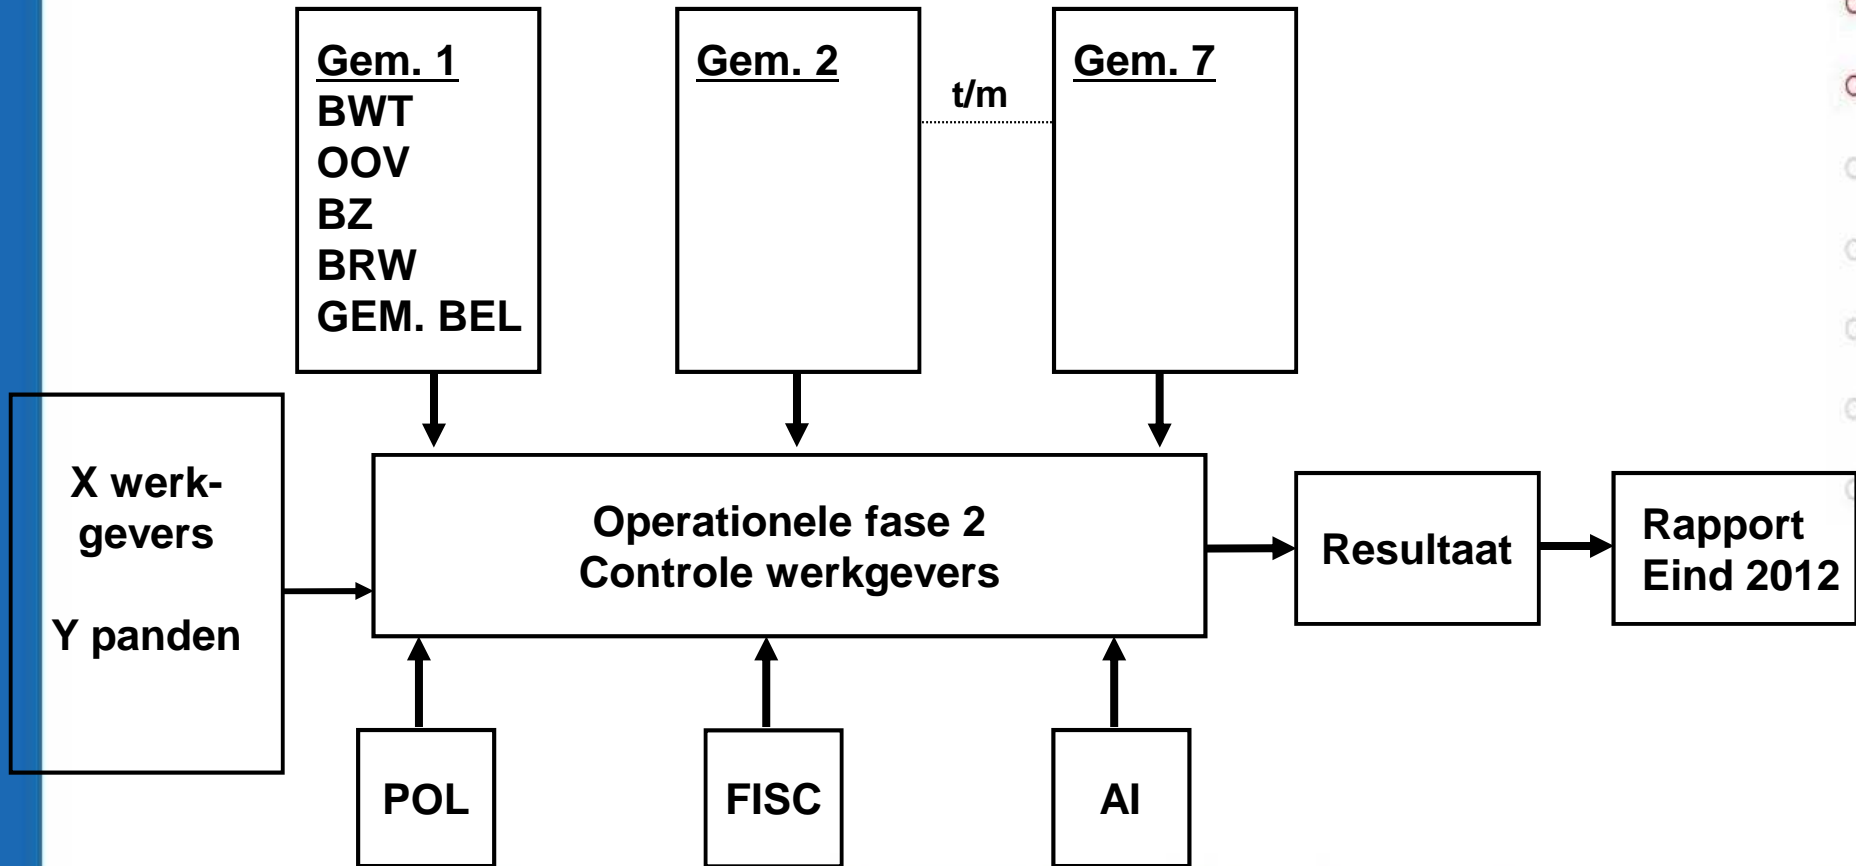 Gem. 1
BWT
OOV
BZ
BRW
GEM. BEL
Gem. 2
t/m
Gem. 7
X werk-
gevers
Y panden
Operationele fase 2
Controle werkgevers
Resultaat
Rapport
Eind 2012
POL
FISC
AI